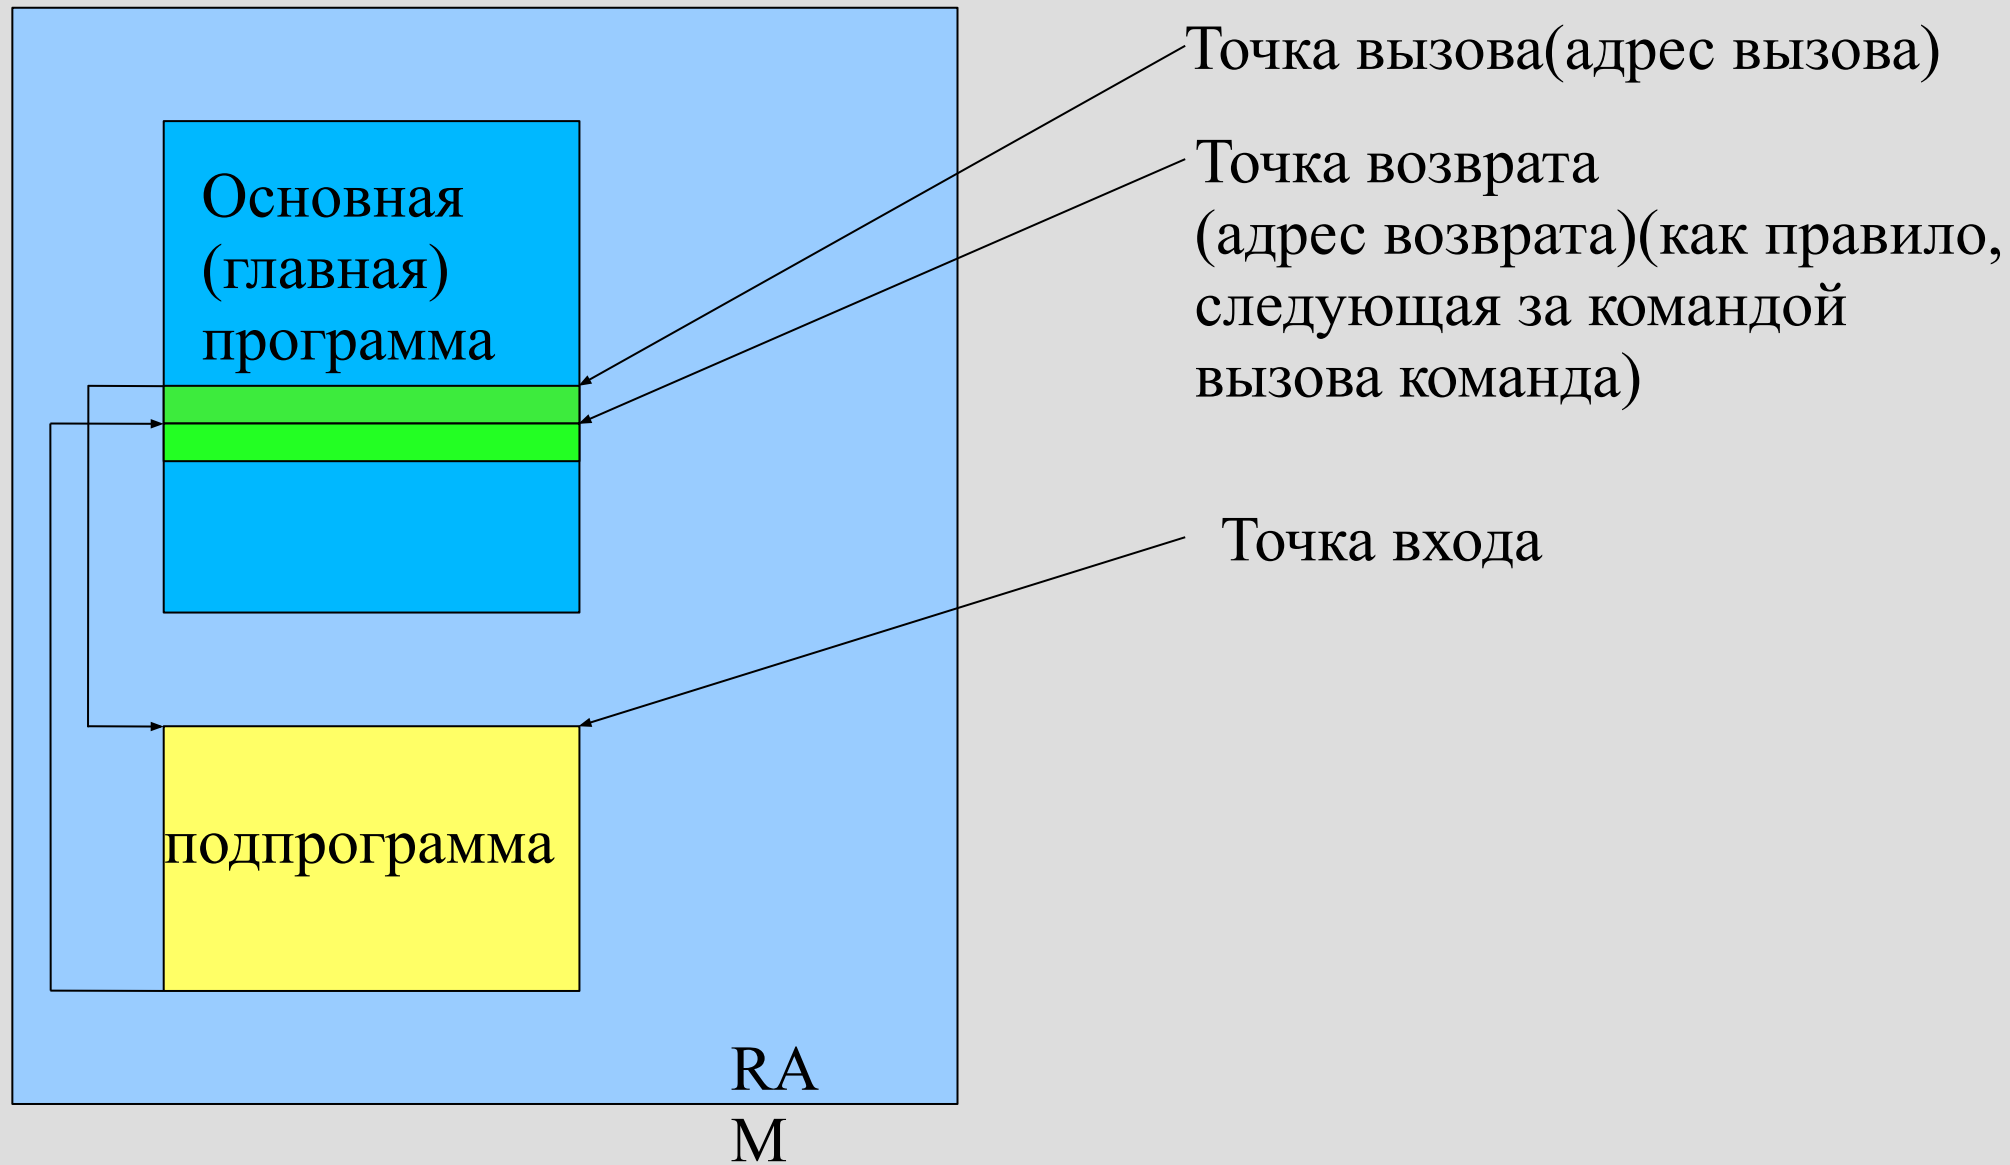 Точка вызова(адрес вызова)
Точка возврата
(адрес возврата)(как правило,
следующая за командой
вызова команда)
Основная
(главная)
программа
Точка входа
подпрограмма
RA
M